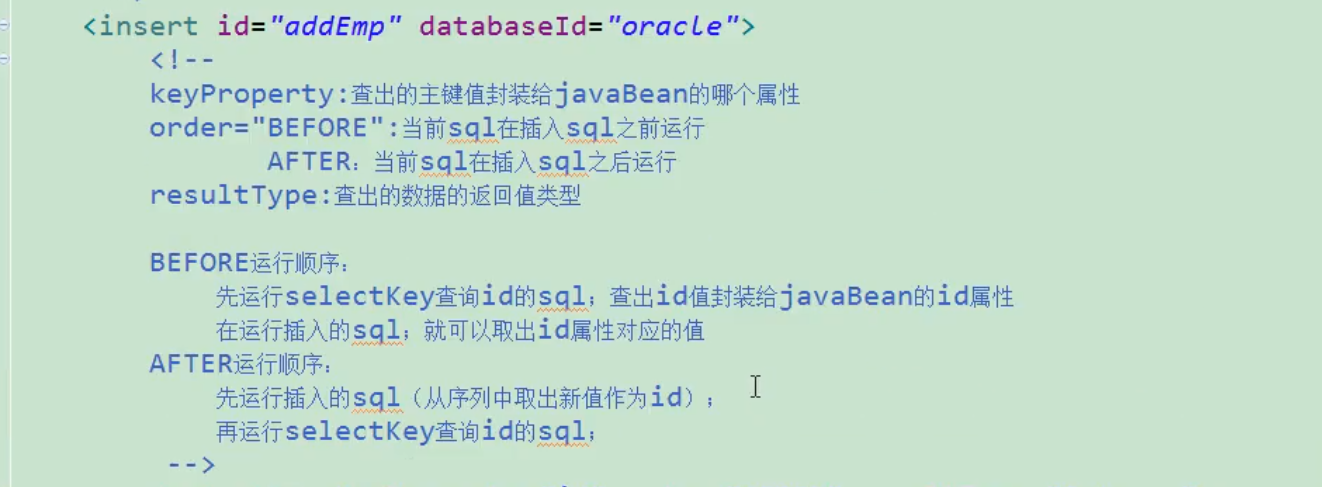 <insert id="addEmp" databaseId="oracle">
<!--
keyProperty:查出的主键值封装给javaBean的哪个属性
order="BEFORE":当前sql在插入sql之前运行
AFTER：当前sql在插入sql之后运行
resultType:查出的数据的返回值类型
BEFORE运行顺序：
先运行selectKey查询id的sql；查出id值封装给javaBean的id属性
在运行插入的sql；就可以取出id属性对应的值
AFTER运行顺序：
先运行插入的sql（从序列中取出新值作为id）；
再运行selectKey查询id的sql；
-->